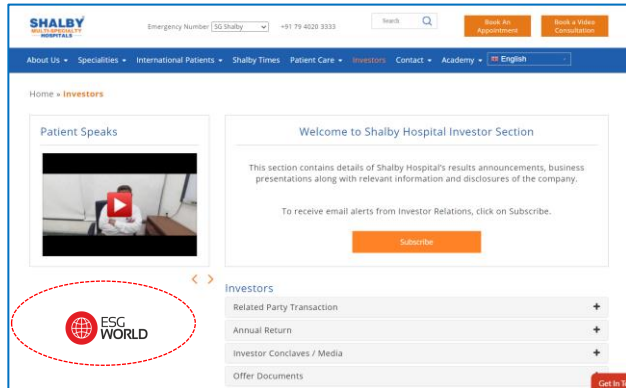 SHALBY
MULTI-SPECIALTY
HOSPITALS
Emergency Number SG Shalby +91 79 4020 3333
Search
Book An
Appointment
Book a Video
Consultation
About Us Specialities International Patients Shalby Times Patient Care Investors Contact Academy English
Home » Investors
Patient Speaks
Welcome to Shalby Hospital Investor Section
This section contains details of Shalby Hospital's results announcements, business
presentations along with relevant information and disclosures of the company.
To receive email alerts from Investor Relations, click on Subscribe.
Subscribe
ESG
WORLD
Investors
Related Party Transaction +
Annual Return +
Investor Conclaves / Media +
Offer Documents
Get In T